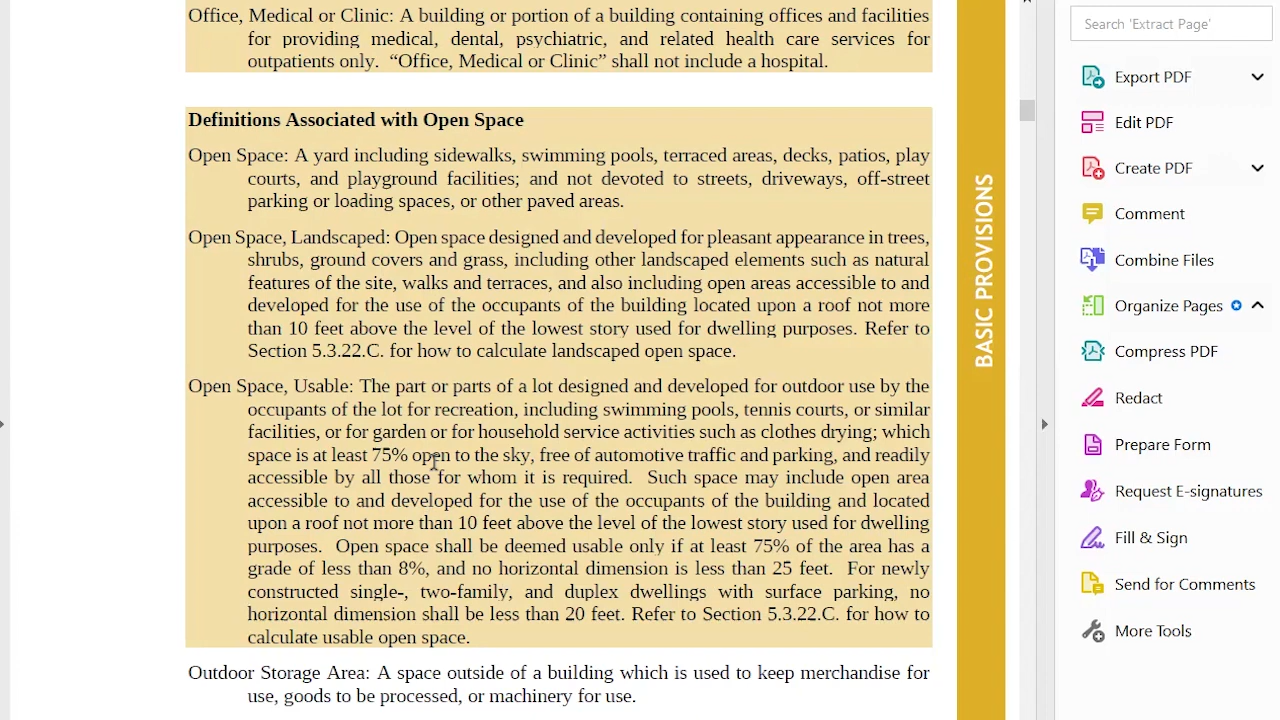 Office, Medical or Clinic: A building or portion of a building containing offices and facilities
for providing medical, dental, psychiatric, and related health care services for
outpatients only. “Office, Medical or Clinic” shall not include a hospital.
Definitions Associated with Open Space
Open Space: A yard including sidewalks, swimming pools, terraced areas, decks, patios, play
courts, and playground facilities; and not devoted to streets, driveways, off-street
parking or loading spaces, or other paved areas.
Open Space, Landscaped: Open space designed and developed for pleasant appearance in trees,
shrubs, ground covers and grass, including other landscaped elements such as natural
features of the site, walks and terraces, and also including open areas accessible to and
developed for the use of the occupants of the building located upon a roof not more
than 10 feet above the level of the lowest story used for dwelling purposes. Refer to
Section 5.3.22.C. for how to calculate landscaped open space.
Open Space, Usable: The part or parts of a lot designed and developed for outdoor use by the
occupants of the lot for recreation, including swimming pools, tennis courts, or similar
facilities, or for garden or for household service activities such as clothes drying; which
space is at least 75% open to the sky, free of automotive traffic and parking, and readily
accessible by all those for whom it is required. Such space may include open area
accessible to and developed for the use of the occupants of the building and located
upon a roof not more than 10 feet above the level of the lowest story used for dwelling
purposes. Open space shall be deemed usable only if at least 75% of the area has a
grade of less than 8%, and no horizontal dimension is less than 25 feet. For newly
constructed single-, two-family, and duplex dwellings with surface parking, no
horizontal dimension shall be less than 20 feet. Refer to Section 5.3.22.C. for how to
calculate usable open space.
Outdoor Storage Area: A space outside of a building which is used to keep merchandise for
use, goods to be processed, or machinery for use.
BASIC PROVISIONS
Search 'Extract Page'
Export PDF
Edit PDF
Create PDF
Comment
Combine Files
Organize Pages
Compress PDF
Redact
Prepare Form
Request E-signatures
Fill & Sign
Send for Comments
More Tools